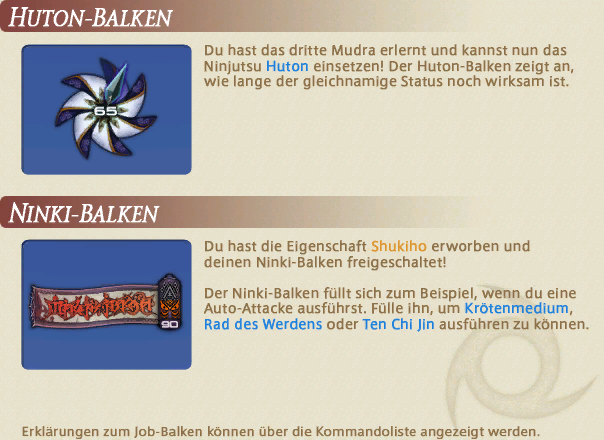 HUTON-BALKEN
Du hast das dritte Mudra erlernt und kannst nun das
Ninjutsu Huton einsetzen! Der Huton-Balken zeigt an,
wie lange der gleichnamige Status noch wirksam ist.
65
NINKI-BALKEN
Du hast die Eigenschaft Shukiho erworben und
deinen Ninki-Balken freigeschaltet!
Der Ninki-Balken füllt sich zum Beispiel, wenn du eine
Auto-Attacke ausführst. Fülle ihn, um Krötenmedium,
Rad des Werdens oder Ten Chi Jin ausführen zu können.
90
Erklärungen zum Job-Balken können über die Kommandoliste angezeigt werden.